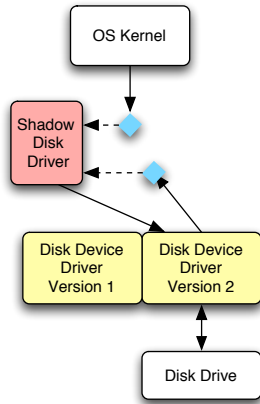 OS Kernel
Shadow
Disk
Driver
Disk Device
Driver
Version 1
Disk Device
Driver
Version 2
Disk Drive